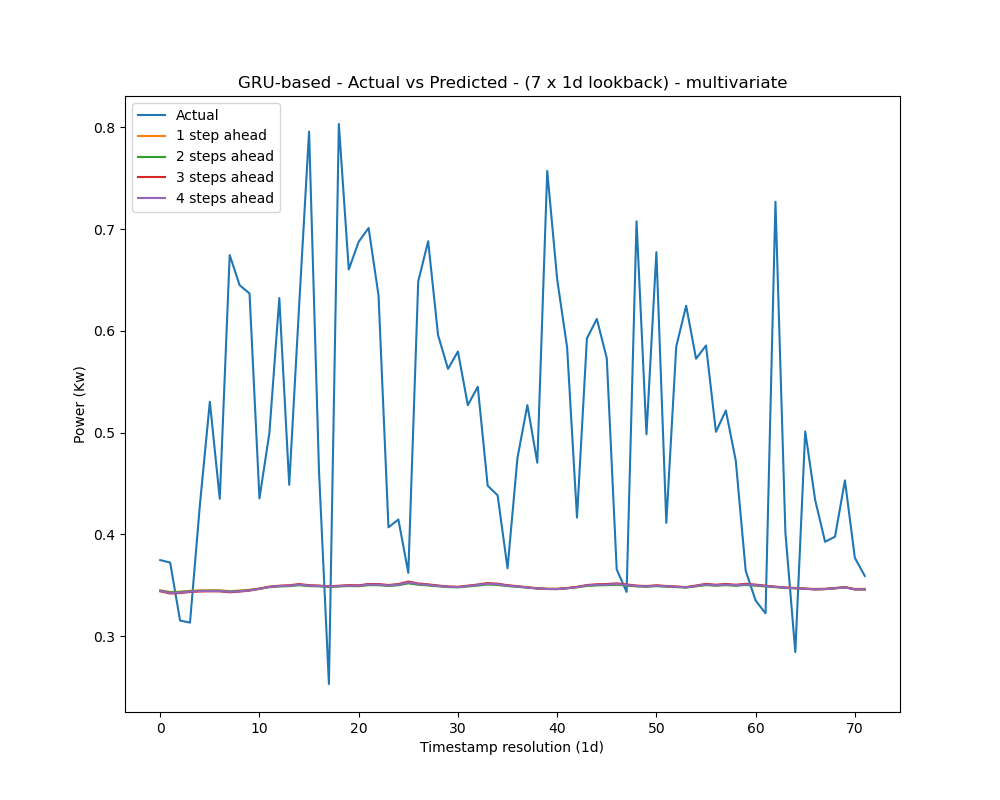 GRU-based - Actual vs Predicted - (7 x 1d lookback) - multivariate
Actual
1 step ahead
2 steps ahead
3 steps ahead
4 steps ahead
0.8
0.7
0.6
0.5
0.4
0.3
Power (Kw)
0 10 20 30 40 50 60 70
Timestamp resolution (1d)